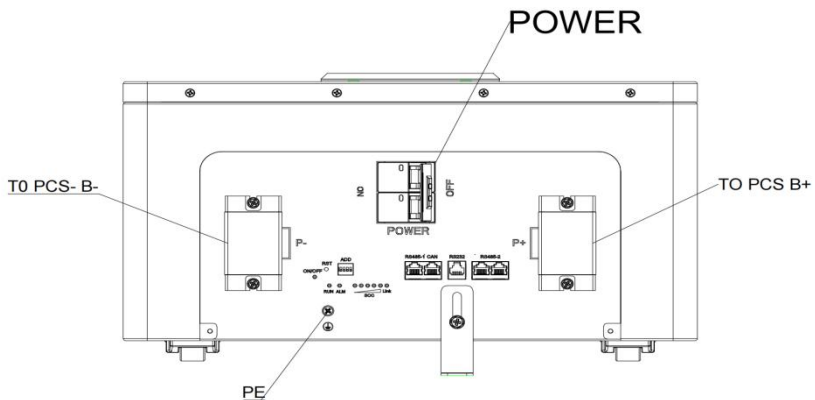 POWER
T0 PCS- B-
TO PCS B+
ON
OFF
POWER
P-
P+
RST
ADD
ON/OFF
RUN ALM
SOC
Link
RS485-1 CAN
RS232
RS485-2
PE